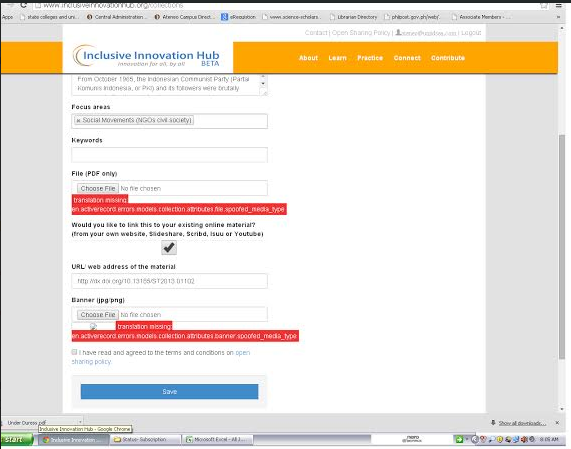 www.inclusiveinnovationhub.org/collections
Apps
state colleges and uni...
Central Administration...
Ateneo Campus Direct...
eRequisition
www.science-scholars...
Librarian Directory
philpost.gov.ph/web/...
Associate Members - ...
Contact | Open Sharing Policy | | Logout
Inclusive Innovation Hub
Innovation for all, by all BETA
About Learn Practice Connect Contribute
From October 1965, the Indonesian Communist Party (Partai
Komunis Indonesia, or PKI) and its followers were brutally
Focus areas
x Social Movements (NGOs civil society)
Keywords
File (PDF only)
Choose File No file chosen
translation missing:
en.activerecord.errors.models.collection.attributes.file.spoofed_media_type
Would you like to link this to your existing online material?
(from your own website, Slideshare, Scribd, Isuu or Youtube)
URL/ web address of the material
http://dx.doi.org/10.13185/ST2013.01102
Banner (jpg/png)
Choose File No file chosen
translation missing:
en.activerecord.errors.models.collection.attributes.banner.spoofed_media_type
I have read and agreed to the terms and conditions on open
sharing policy.
Save
Under Duress.pdf
Show all downloads...
Inclusive Innovation Hub - Google Chrome
start
Inclusive Innovation ...
Status- Subscription
Microsoft Excel - All J...
8:05 AM